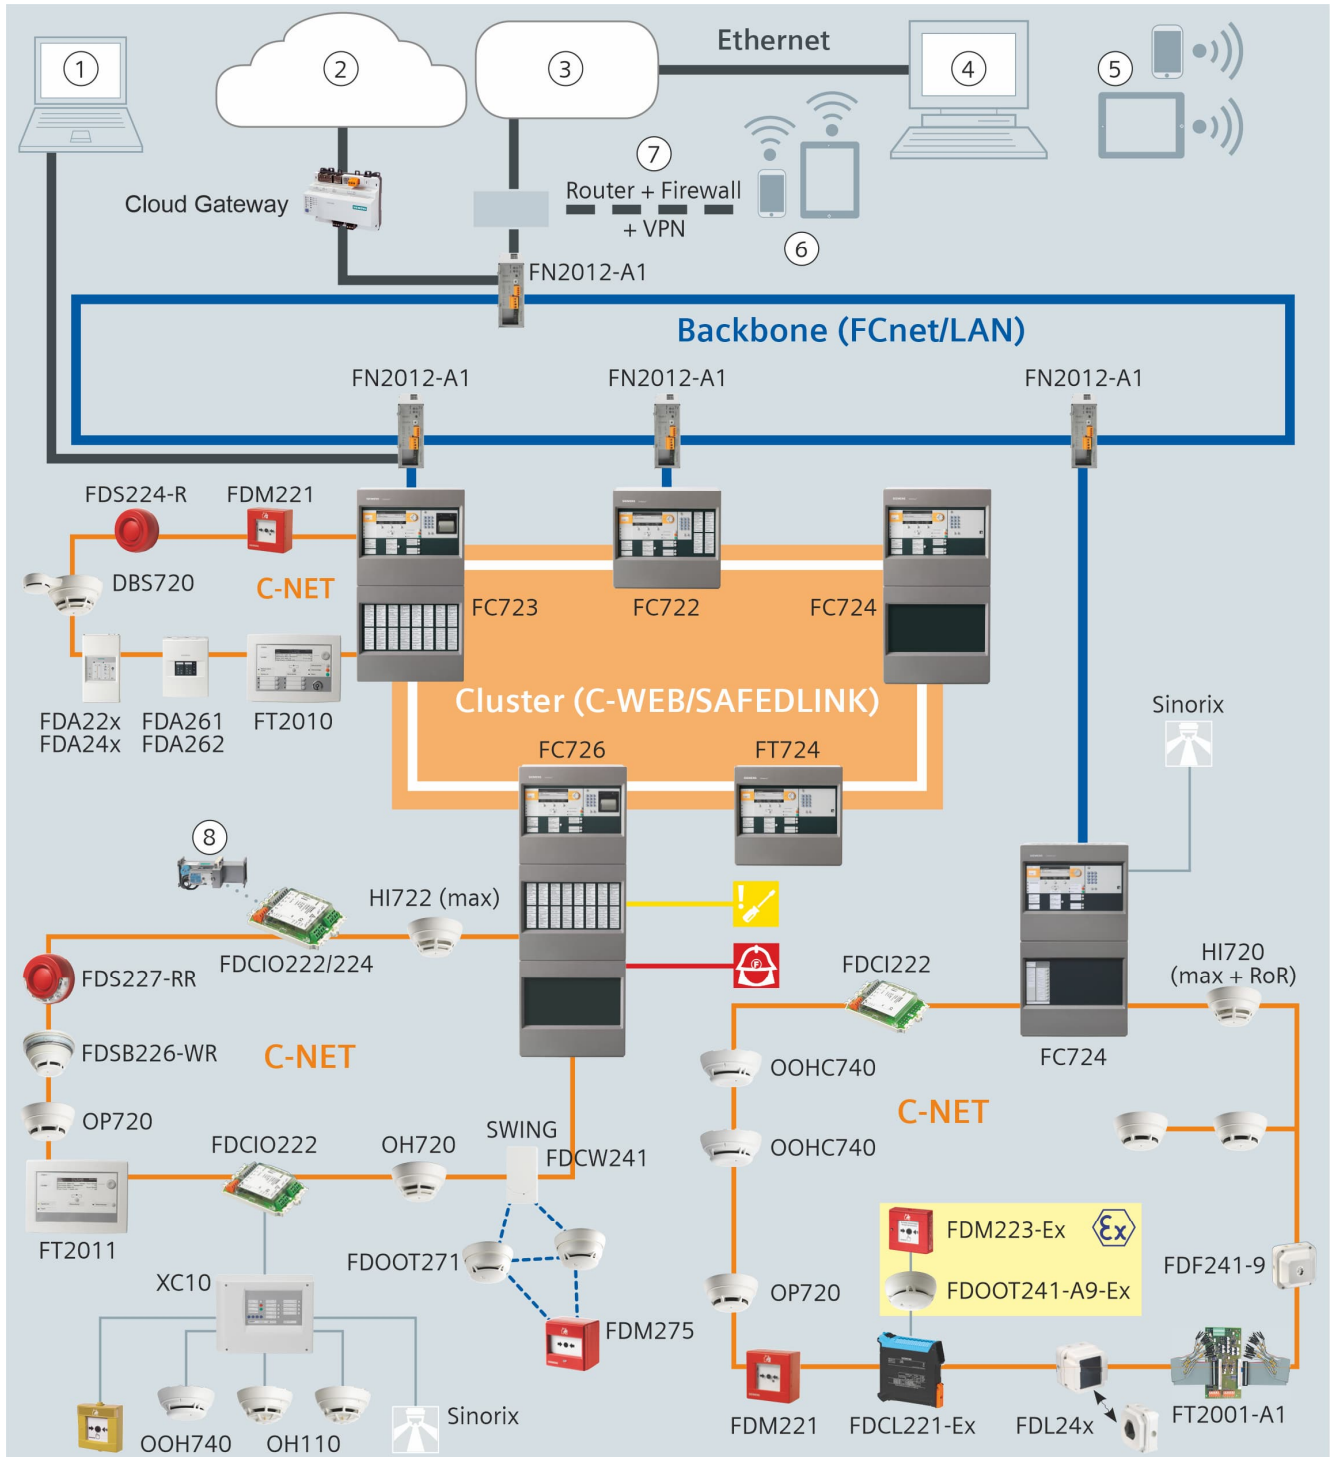 Ethernet
1
2
3
4
5
7
Router + Firewall
+ VPN
6
Cloud Gateway
FN2012-A1
Backbone (FCnet/LAN)
FN2012-A1
FN2012-A1
FN2012-A1
FDS224-R
FDM221
DBS720
C-NET
FC723
FC722
FC724
FDA22x
FDA24x
FDA261
FDA262
FT2010
Cluster (C-WEB/SAFEDLINK)
Sinorix
FC726
FT724
8
HI722 (max)
FDCIO222/224
FDS227-RR
FDCI222
HI720
(max + RoR)
FDSB226-WR
C-NET
FC724
OOHC740
OP720
C-NET
FDCIO222
OH720
SWING
FDCW241
OOHC740
FT2011
FDOOT271
FDM223-Ex
Ex
FDF241-9
XC10
OP720
FDOOT241-A9-Ex
FDM275
Sinorix
OOH740
OH110
FDM221
FDCL221-Ex
FDL24x
FT2001-A1